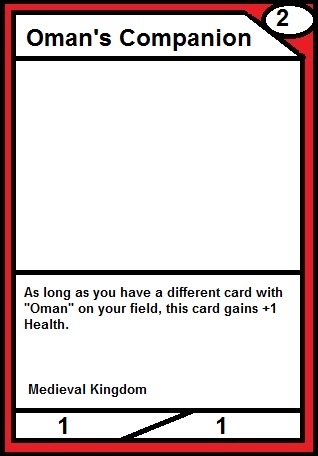 Oman's Companion
2
As long as you have a different card with
"Oman" on your field, this card gains +1
Health.
Medieval Kingdom
1
1